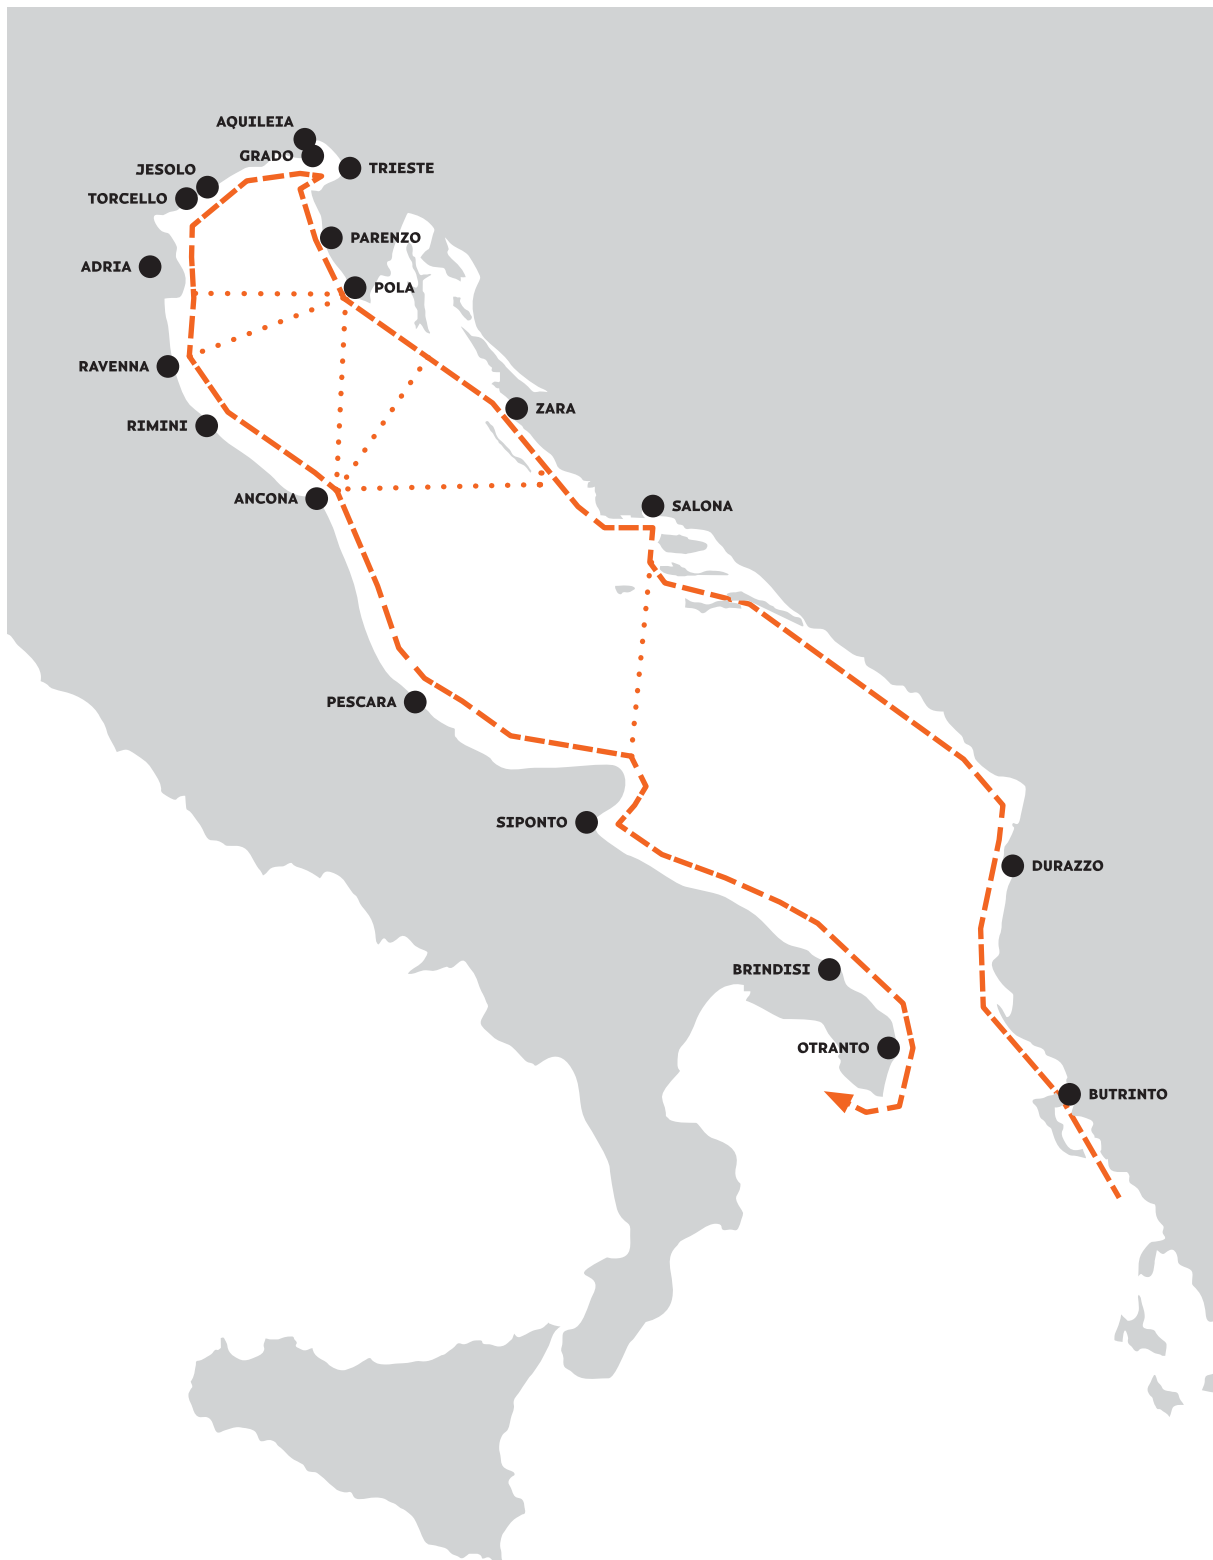 AQUILEIA
GRADO
JESOLO
TRIESTE
TORCELLO
PARENZO
ADRIA
POLA
RAVENNA
ZARA
RIMINI
ANCONA
SALONA
PESCARA
SIPONTO
DURAZZO
BRINDISI
OTRANTO
BUTRINTO